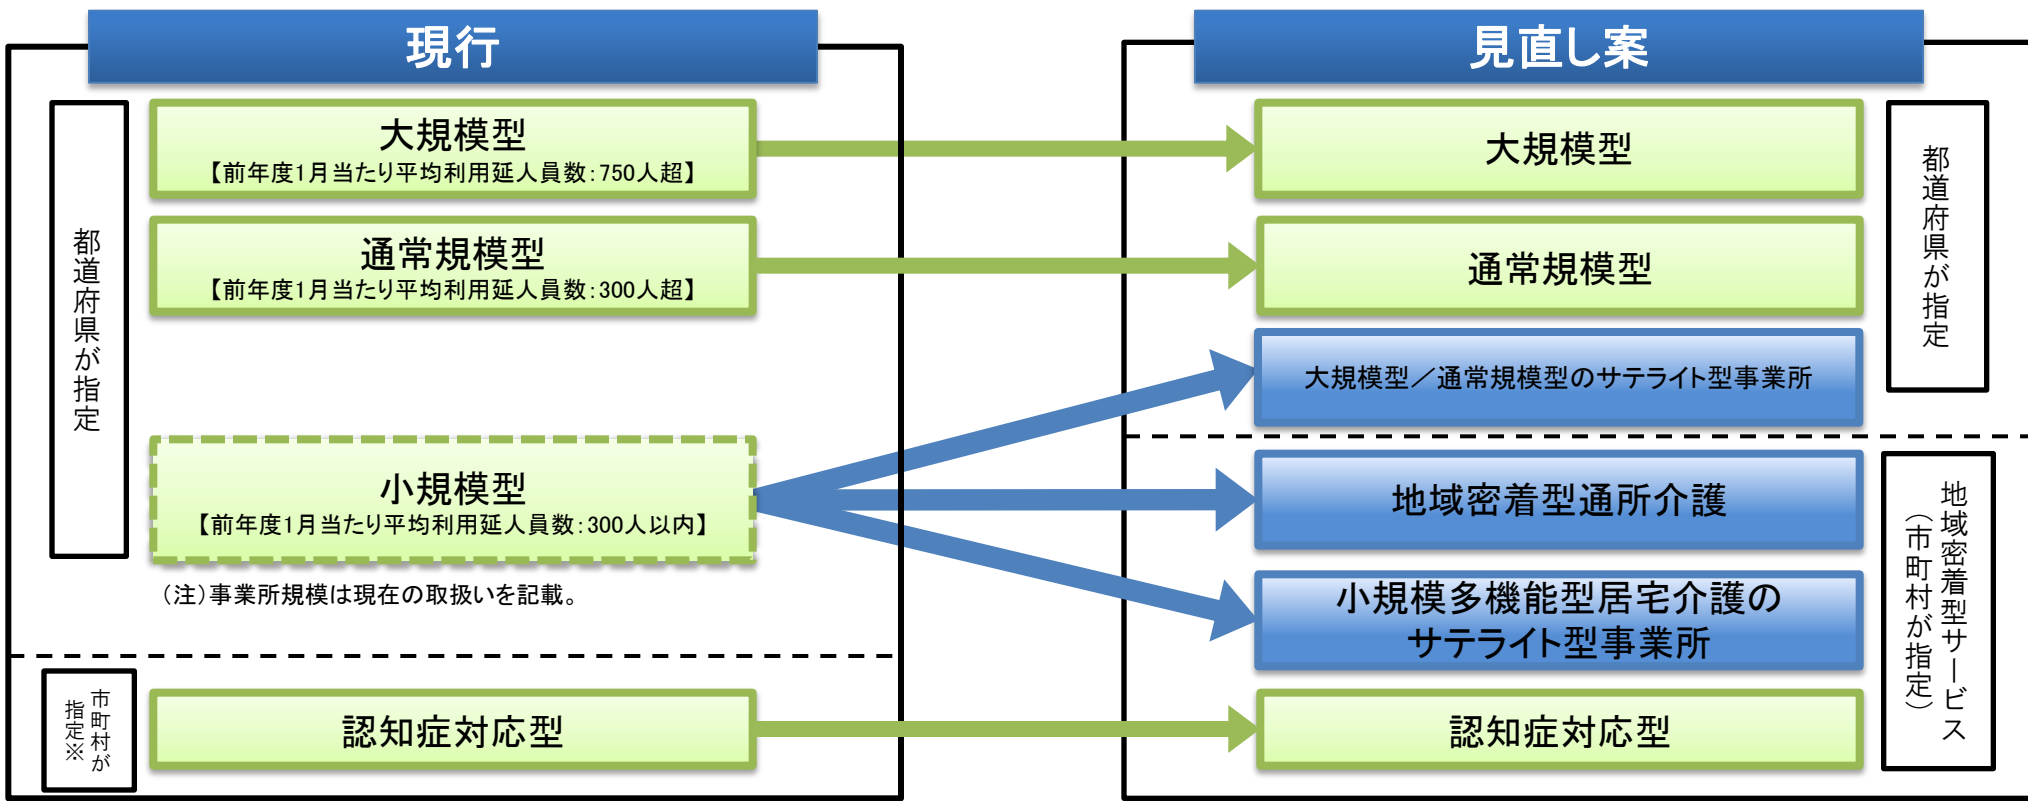 現行
都道府県が指定
大規模型
【前年度1月当たり平均利用延人員数：750人超】
通常規模型
【前年度1月当たり平均利用延人員数：300人超】
小規模型
【前年度1月当たり平均利用延人員数：300人以内】
（注）事業所規模は現在の取扱いを記載。
市町村が
指定※
認知症対応型
見直し案
大規模型
通常規模型
大規模型／通常規模型のサテライト型事業所
都道府県が指定
地域密着型通所介護
小規模多機能型居宅介護の
サテライト型事業所
認知症対応型
地域密着型サービス
（市町村が指定）